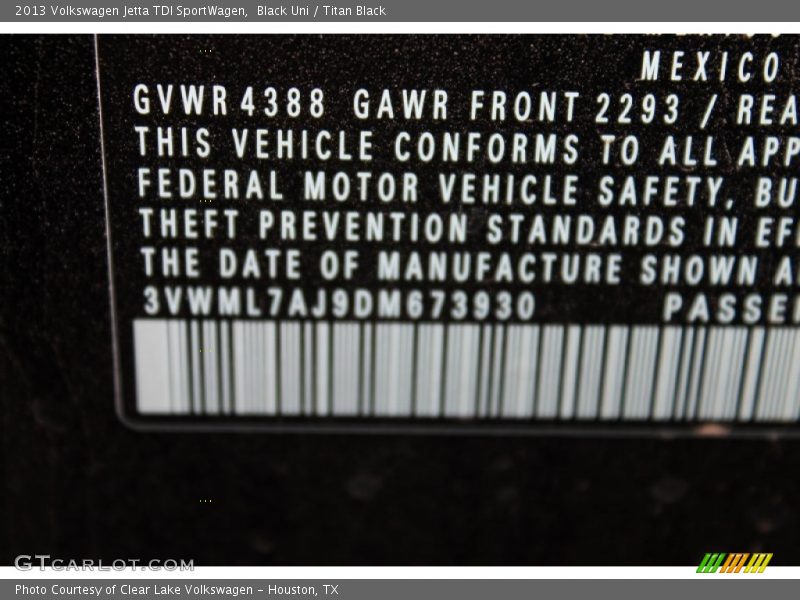 2013 Volkswagen Jetta TDI SportWagen, Black Uni / Titan Black
MEXICO
GVWR 4388 GAWR FRONT 2293 / REA
THIS VEHICLE CONFORMS TO ALL APP
FEDERAL MOTOR VEHICLE SAFETY, BU
THEFT PREVENTION STANDARDS IN EFF
THE DATE OF MANUFACTURE SHOWN A
3VWML7AJ9DM673930 PASSE
GTCARLOT.COM
Photo Courtesy of Clear Lake Volkswagen - Houston, TX